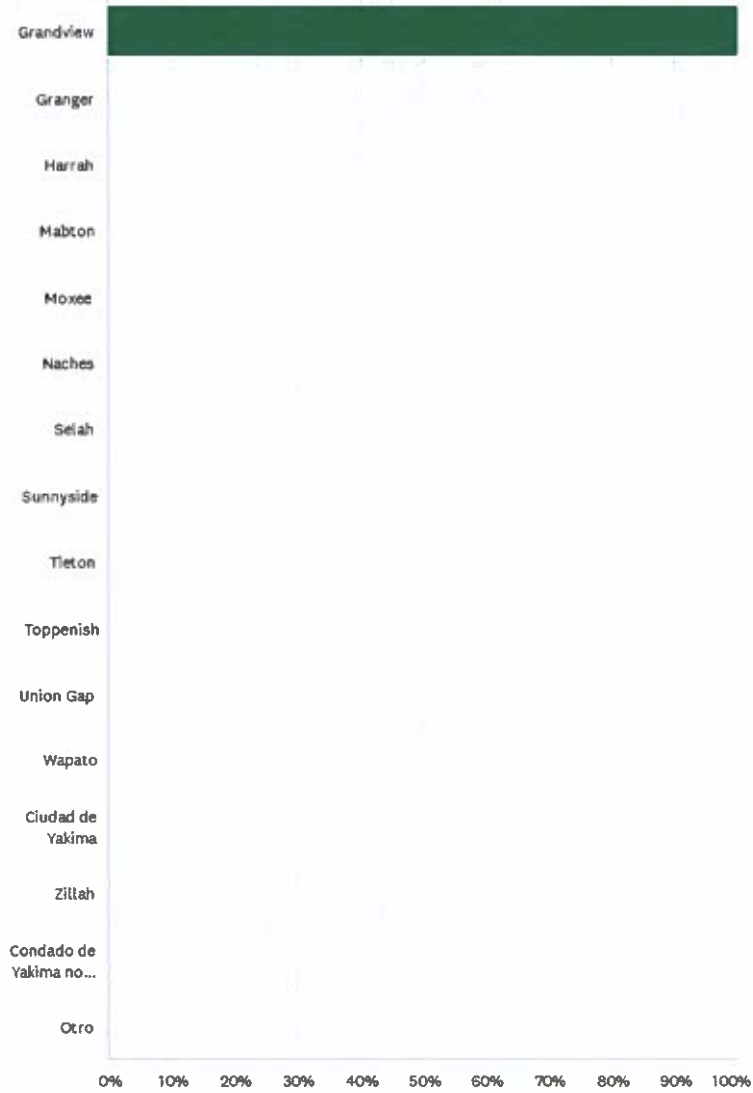 Grandview
Granger
Harrah
Mabton
Moxee
Naches
Selah
Sunnyside
Tieton
Toppenish
Union Gap
Wapato
Ciudad de
Yakima
Zillah
Condado de
Yakima no...
Otro
0% 10% 20% 30% 40% 50% 60% 70% 80% 90% 100%